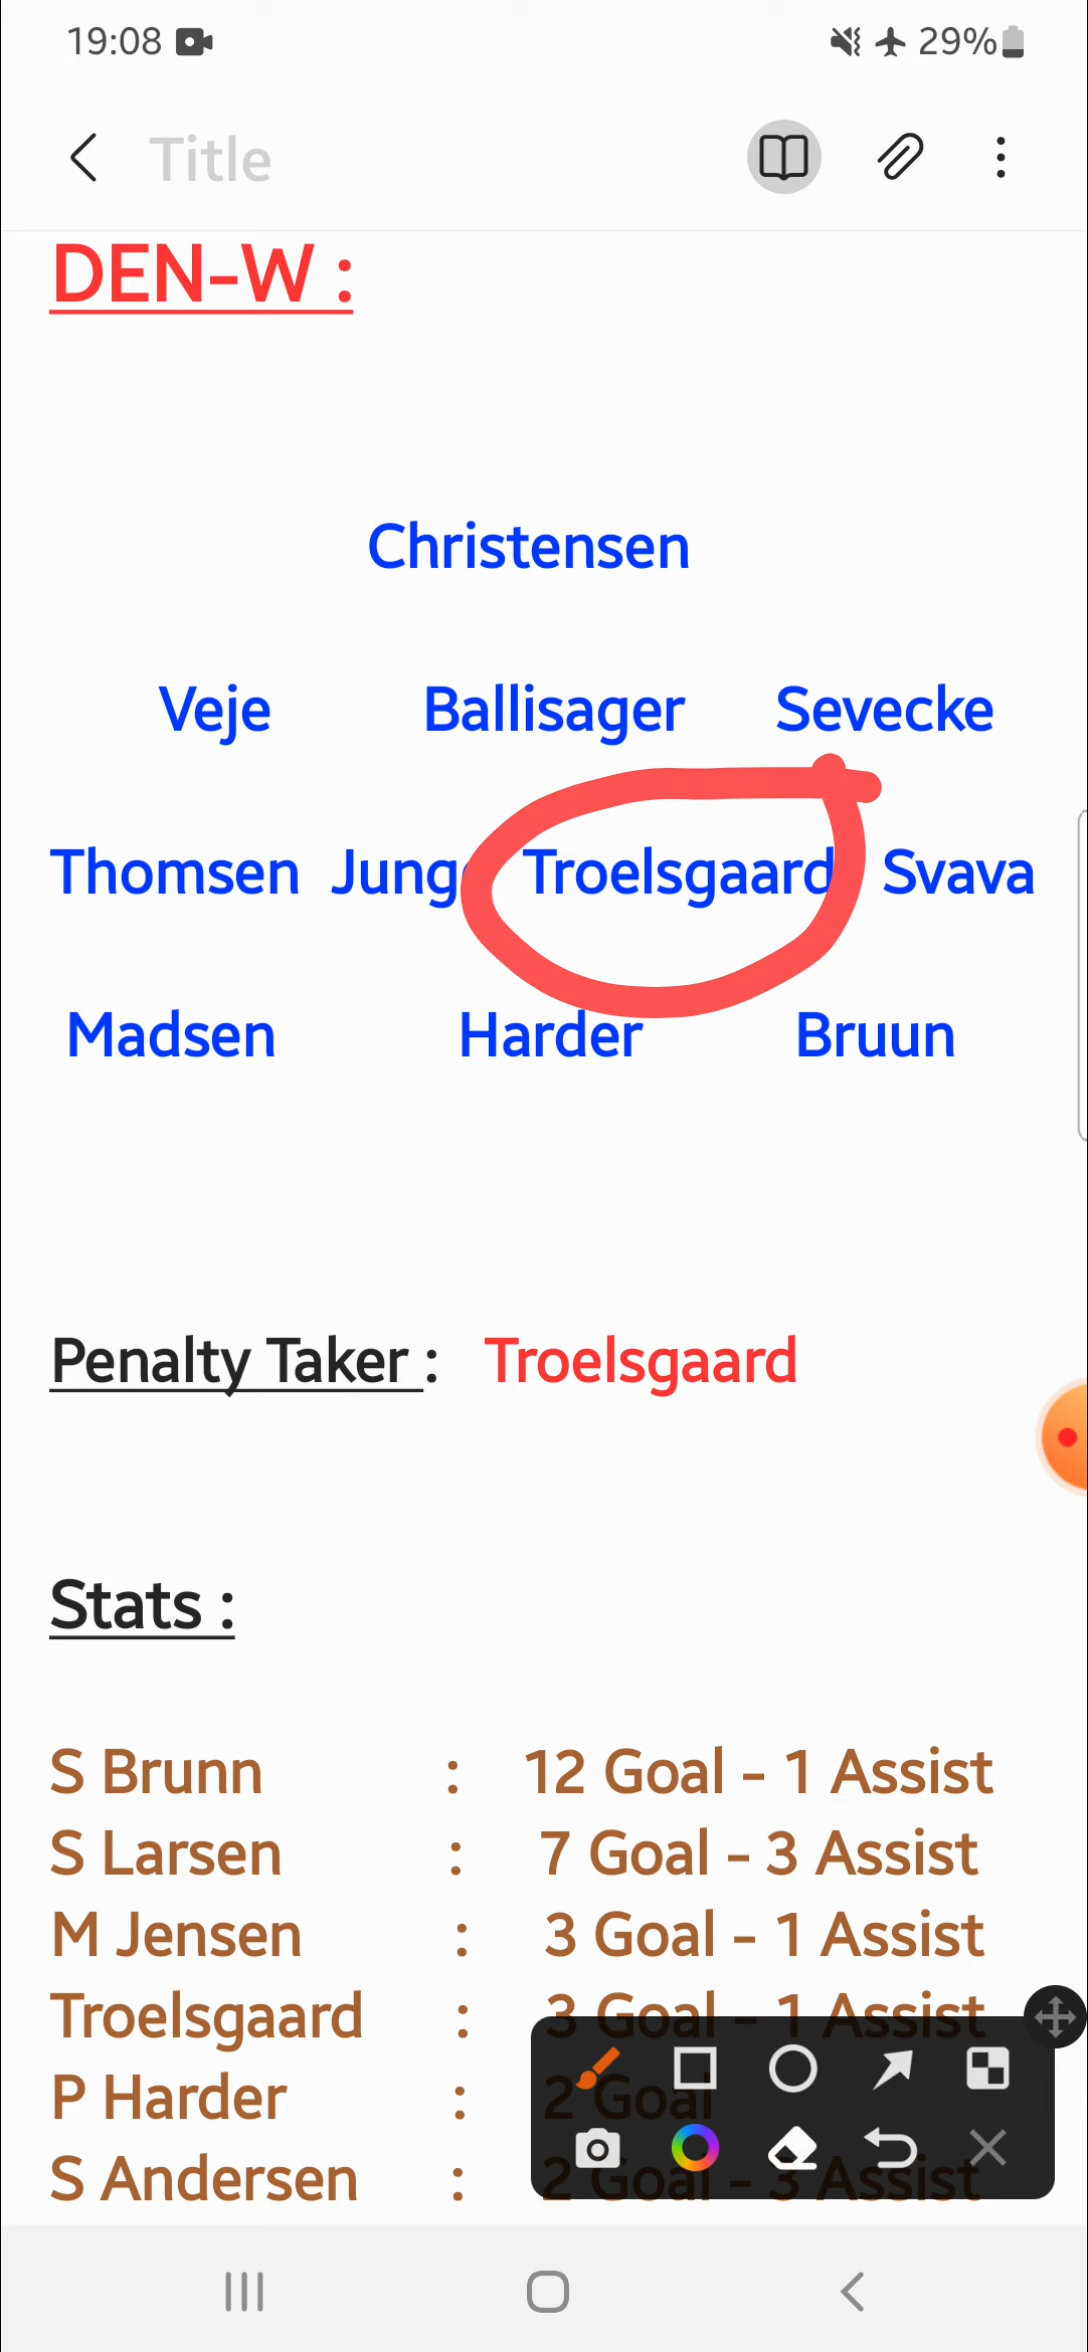 19:08 29%
Title
DEN-W :
Christensen
Veje Ballisager Sevecke
Thomsen Jung Troelsgaard Svava
Madsen Harder Bruun
Penalty Taker : Troelsgaard
Stats :
S Brunn : 12 Goal - 1 Assist
S Larsen : 7 Goal - 3 Assist
M Jensen : 3 Goal - 1 Assist
Troelsgaard : 3 Goal - 1 Assist
P Harder : 2 Goal
S Andersen : 2 Goal - 3 Assist